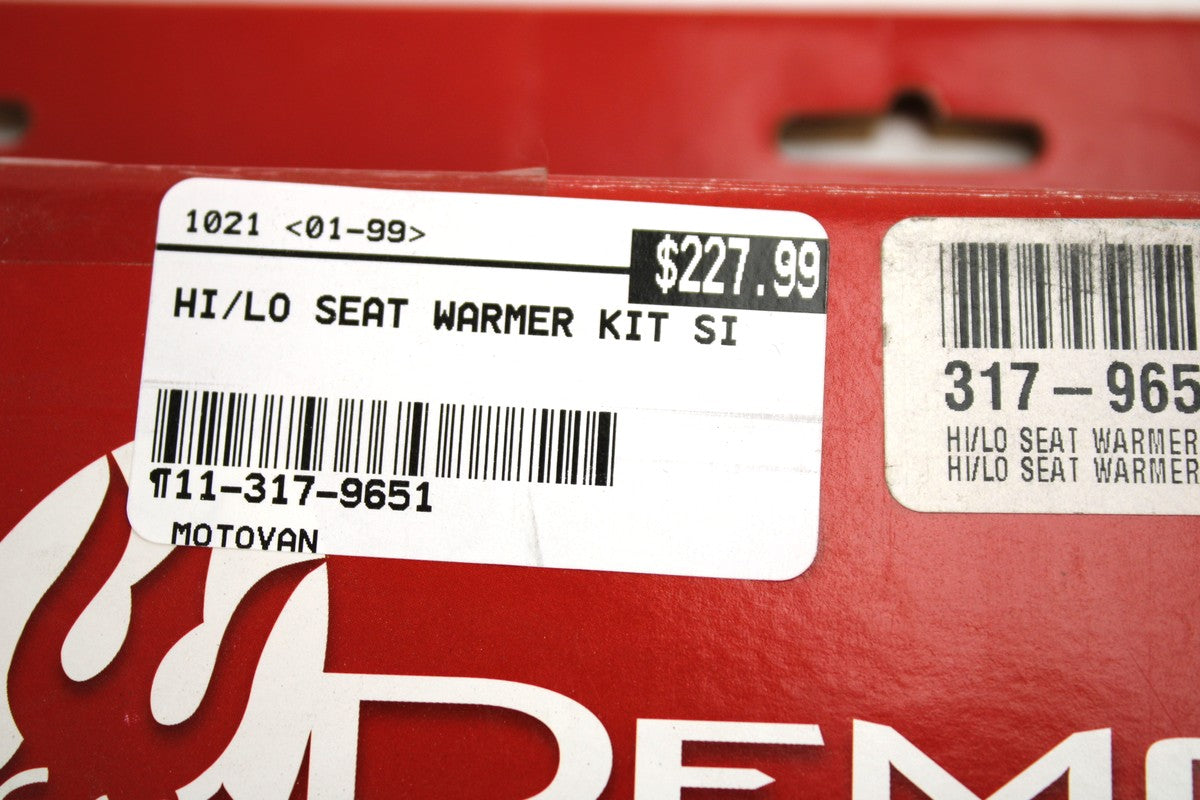 1021 <01-99>
$227.99
HI/LO SEAT WARMER KIT SI
¶11-317-9651
MOTOVAN
317-965
HI/LO SEAT WARMER
HI/LO SEAT WARMER
DEM